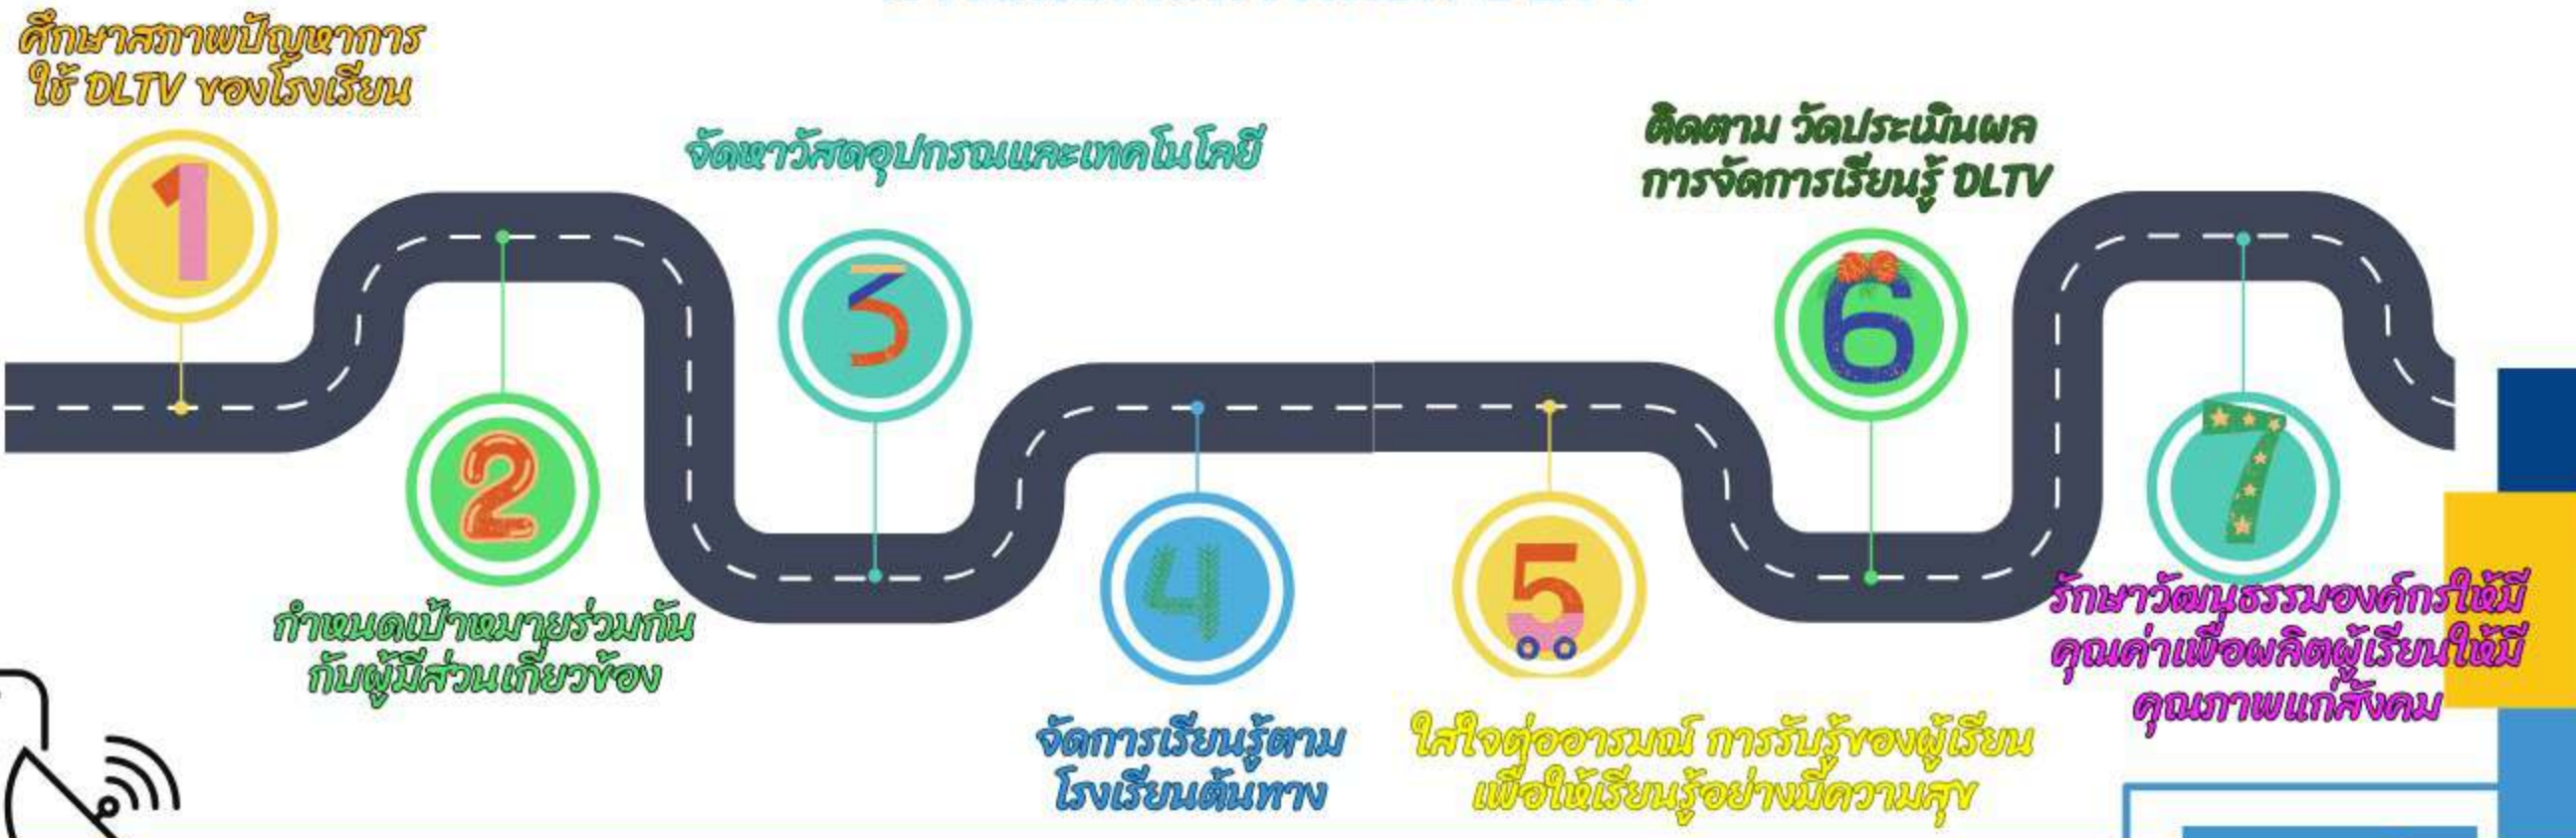 ศึกษาสภาพปัญหาการ
ใช้ DLTV ของโรงเรียน
1
2
กำหนดเป้าหมายร่วมกัน
กับผู้มีส่วนเกี่ยวข้อง
จัดหาวัสดุอุปกรณและเทคโนโลยี
3
4
จัดการเรียนรู้ตาม
โรงเรียนต้นทาง
5
ใส่ใจต่ออารมณ์ การรับรู้ของผู้เรียน
เพื่อให้เรียนรู้อย่างมีความสุข
ติดตาม วัดประเมินผล
การจัดการเรียนรู้ DLTV
6
7
รักษาวัฒนธรรมองค์กรให้มี
คุณค่าเพื่อผลิตผู้เรียนให้มี
คุณภาพแก่สังคม